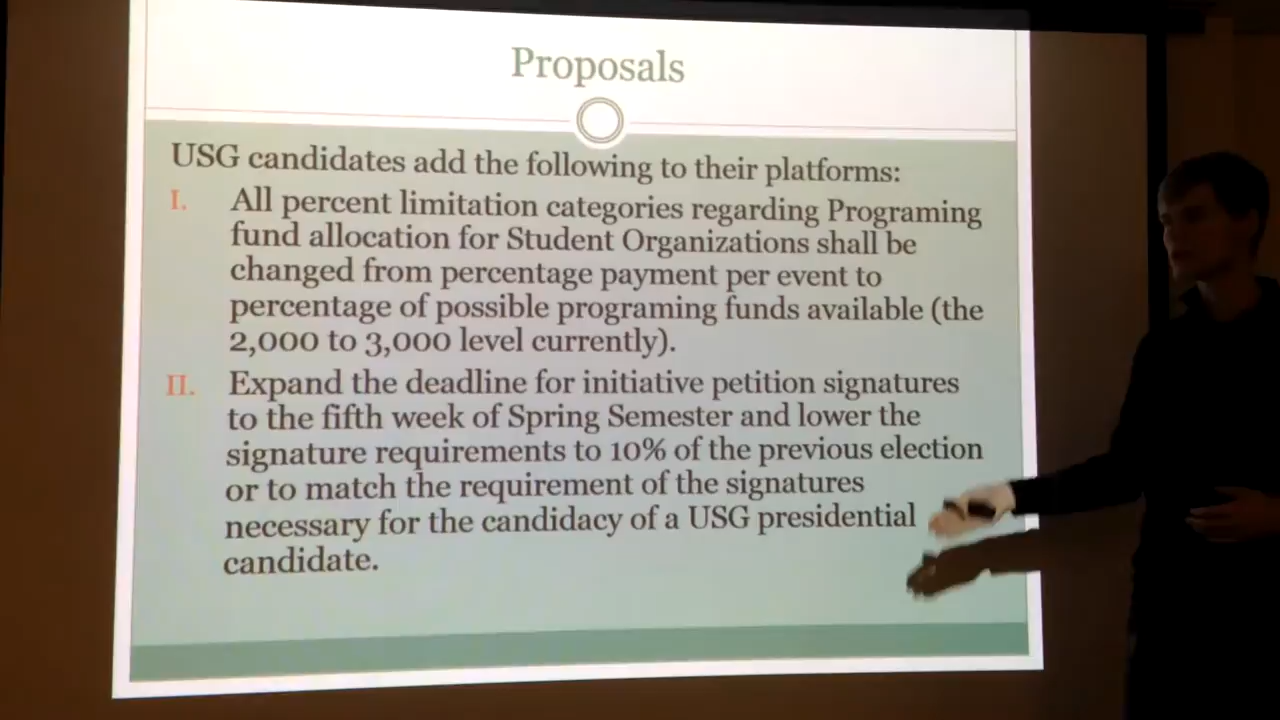 Proposals
USG candidates add the following to their platforms:
I. All percent limitation categories regarding Programing
fund allocation for Student Organizations shall be
changed from percentage payment per event to
percentage of possible programing funds available (the
2,000 to 3,000 level currently).
II. Expand the deadline for initiative petition signatures
to the fifth week of Spring Semester and lower the
signature requirements to 10% of the previous election
or to match the requirement of the signatures
necessary for the candidacy of a USG presidential
candidate.